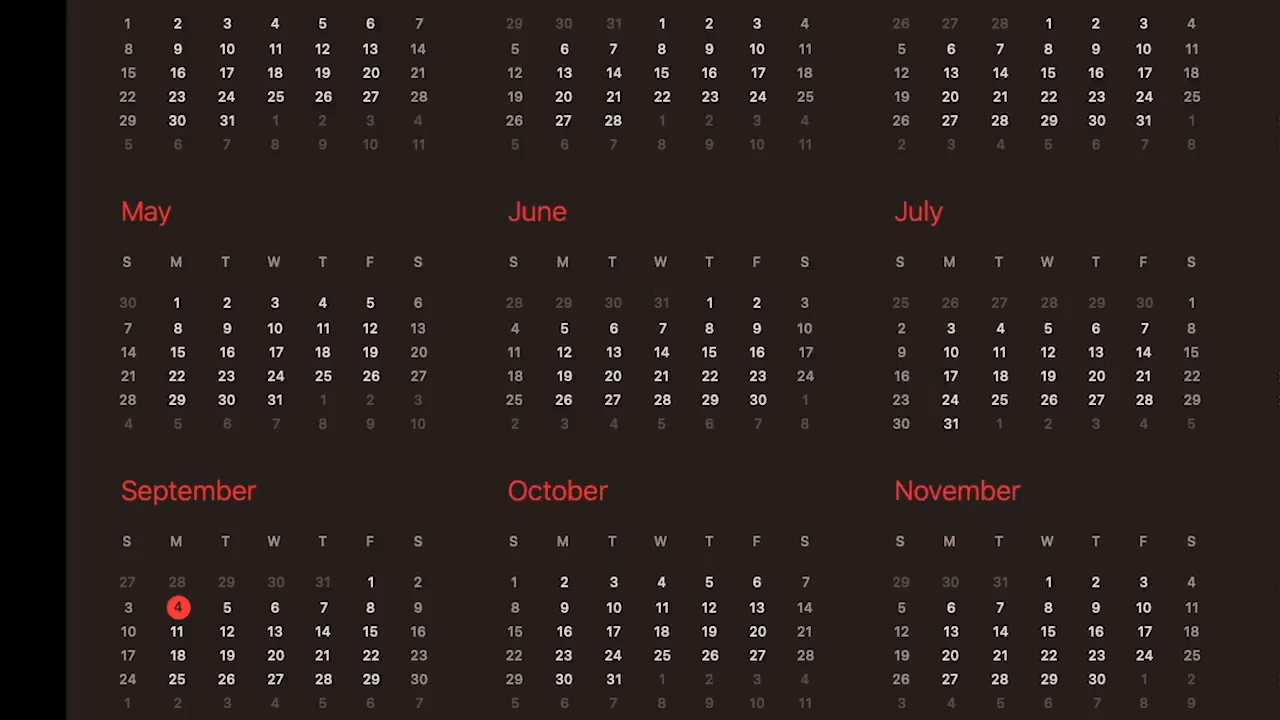 1 2 3 4 5 6 7
8 9 10 11 12 13 14
15 16 17 18 19 20 21
22 23 24 25 26 27 28
29 30 31 1 2 3 4
5 6 7 8 9 10 11
29 30 31 1 2 3 4
5 6 7 8 9 10 11
12 13 14 15 16 17 18
19 20 21 22 23 24 25
26 27 28 1 2 3 4
5 6 7 8 9 10 11
26 27 28 1 2 3 4
5 6 7 8 9 10 11
12 13 14 15 16 17 18
19 20 21 22 23 24 25
26 27 28 29 30 31 1
2 3 4 5 6 7 8
May
S M T W T F S
30 1 2 3 4 5 6
7 8 9 10 11 12 13
14 15 16 17 18 19 20
21 22 23 24 25 26 27
28 29 30 31 1 2 3
4 5 6 7 8 9 10
June
S M T W T F S
28 29 30 31 1 2 3
4 5 6 7 8 9 10
11 12 13 14 15 16 17
18 19 20 21 22 23 24
25 26 27 28 29 30 1
2 3 4 5 6 7 8
July
S M T W T F S
25 26 27 28 29 30 1
2 3 4 5 6 7 8
9 10 11 12 13 14 15
16 17 18 19 20 21 22
23 24 25 26 27 28 29
30 31 1 2 3 4 5
September
S M T W T F S
27 28 29 30 31 1 2
3 4 5 6 7 8 9
10 11 12 13 14 15 16
17 18 19 20 21 22 23
24 25 26 27 28 29 30
1 2 3 4 5 6 7
October
S M T W T F S
1 2 3 4 5 6 7
8 9 10 11 12 13 14
15 16 17 18 19 20 21
22 23 24 25 26 27 28
29 30 31 1 2 3 4
5 6 7 8 9 10 11
November
S M T W T F S
29 30 31 1 2 3 4
5 6 7 8 9 10 11
12 13 14 15 16 17 18
19 20 21 22 23 24 25
26 27 28 29 30 1 2
3 4 5 6 7 8 9